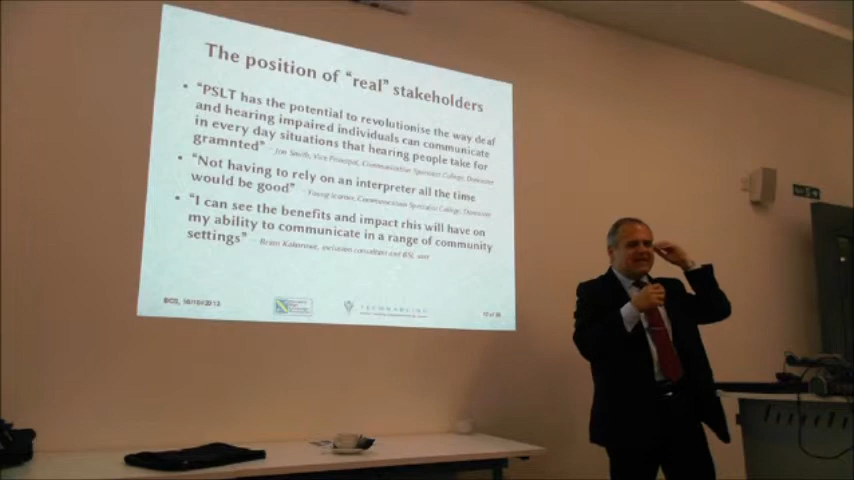 The position of "real" stakeholders
• "PSLT has the potential to revolutionise the way deaf
and hearing impaired individuals can communicate
in every day situations that hearing people take for
gramnted" - Jon Smith, Vice Principal, Communication Specialist College, Doncaster
• "Not having to rely on an interpreter all the time
would be good" - Young learner, Communication Specialist College, Doncaster
• "I can see the benefits and impact rhis will have on
my ability to communicate in a range of community
settings" - Brian
inclusion consultant and BSL user
BCS, 16/10/2013
TECHNABLING